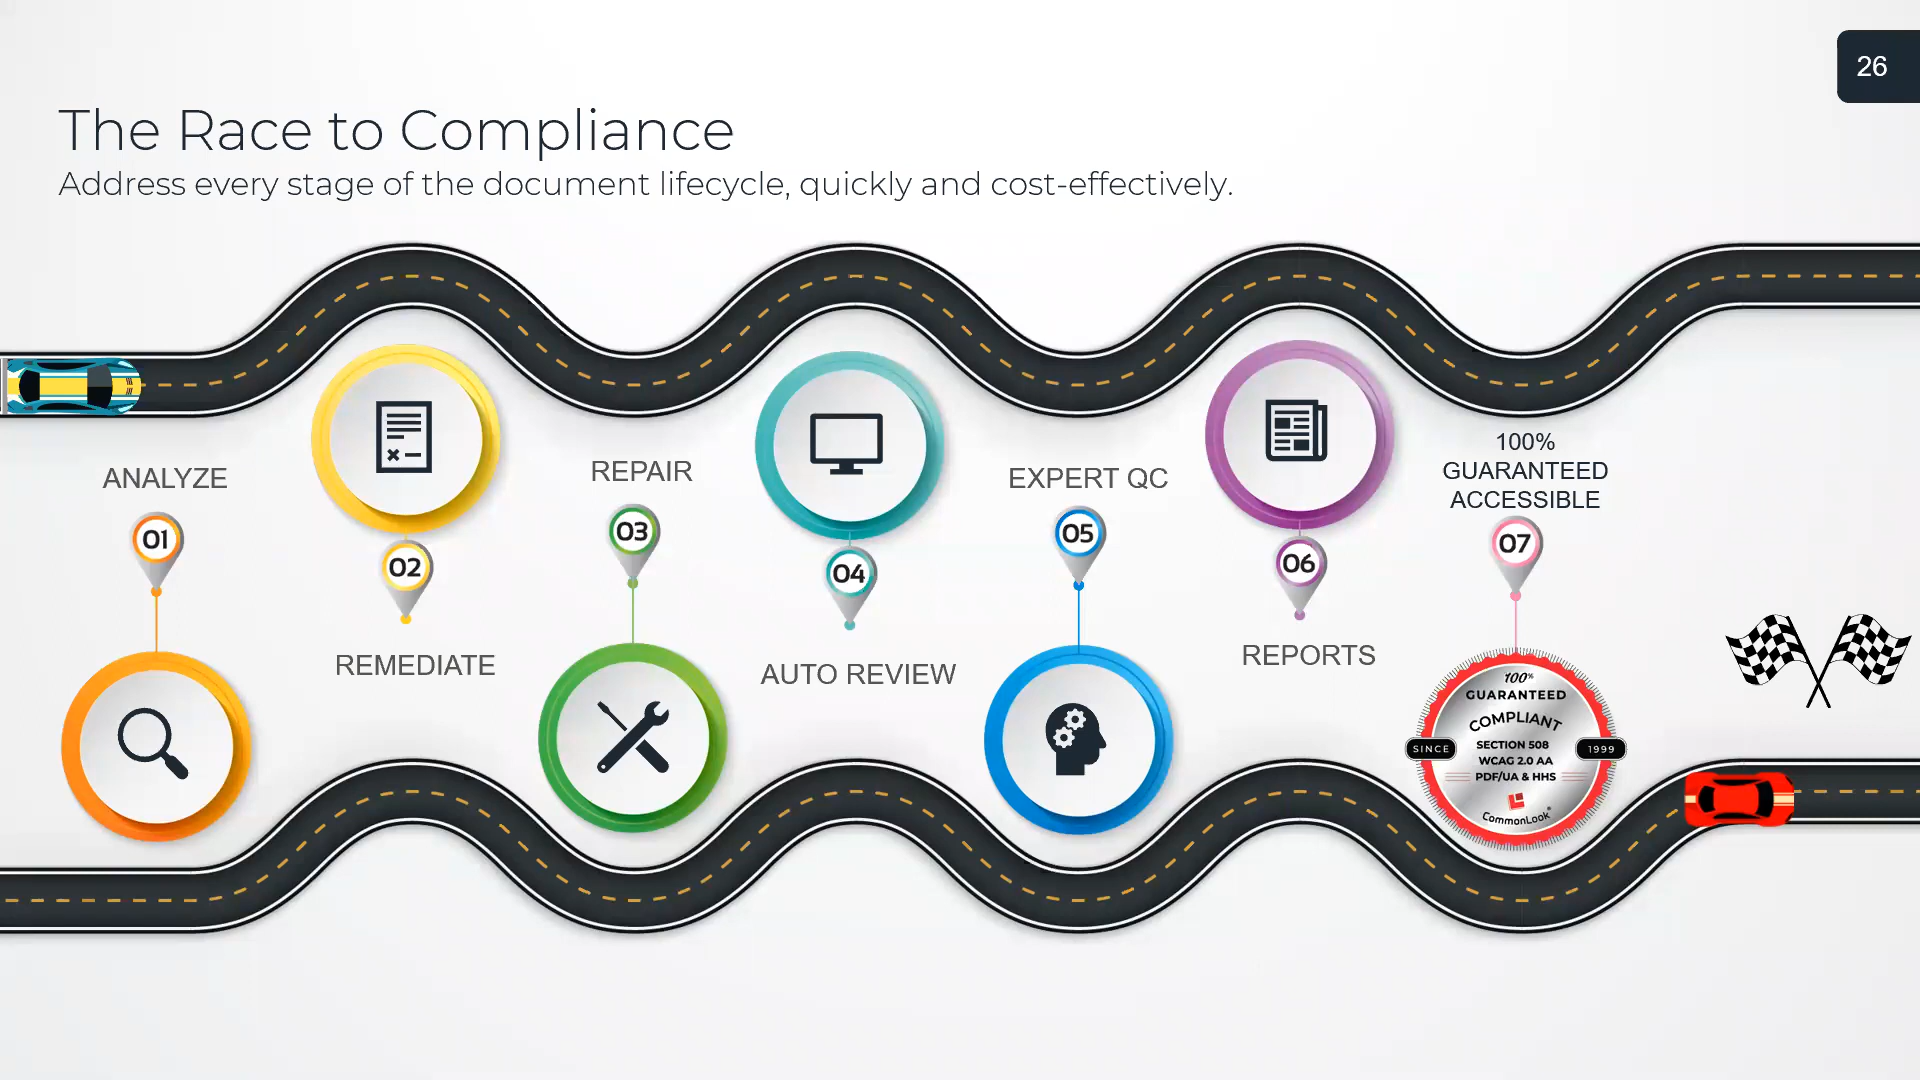 26
The Race to Compliance
Address every stage of the document lifecycle, quickly and cost-effectively.
ANALYZE
01
02
REMEDIATE
REPAIR
03
04
AUTO REVIEW
EXPERT QC
05
06
REPORTS
100%
GUARANTEED
ACCESSIBLE
07
100%
GUARANTEED
COMPLIANT
SECTION 508
SINCE 1999
WCAG 2.0 AA
PDF/UA & HHS
CommonLook®